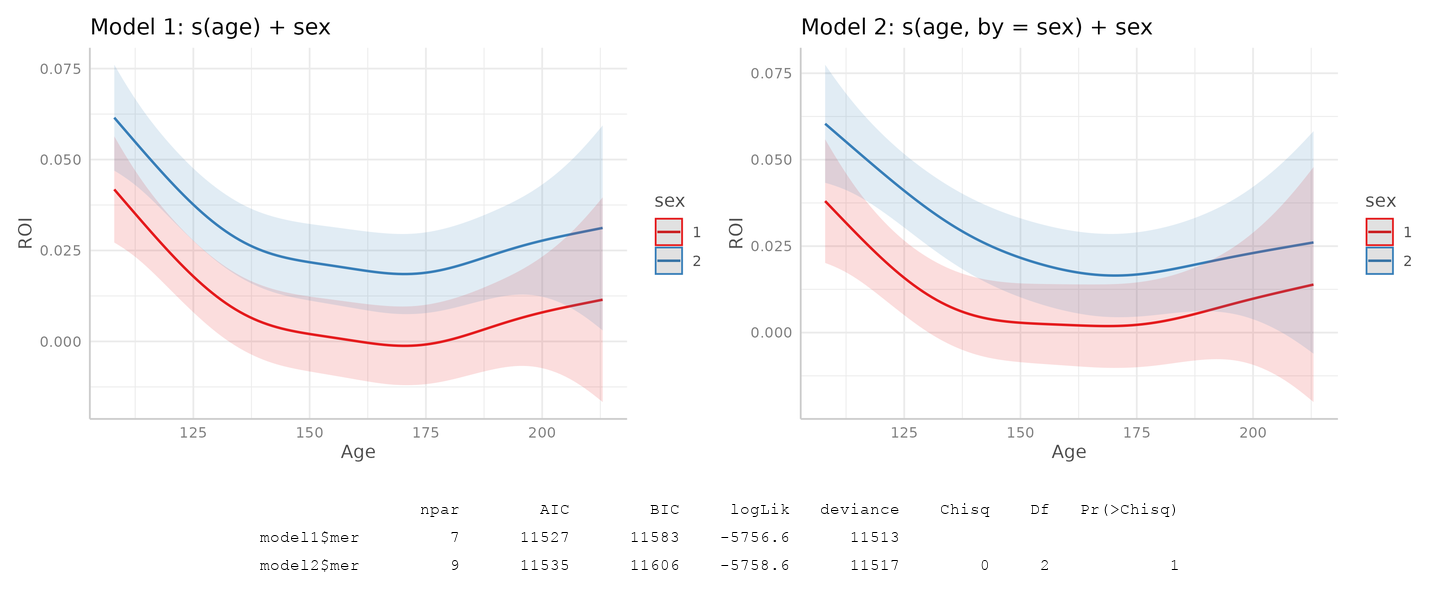 Model 1: s(age) + sex
0.075
0.050
0.025
0.000
ROI
125 150 175 200
Age
sex
1
2
Model 2: s(age, by = sex) + sex
0.075
0.050
0.025
0.000
ROI
125 150 175 200
Age
sex
1
2
npar AIC BIC logLik deviance Chisq Df Pr(>Chisq)
model1$mer 7 11527 11583 -5756.6 11513
model2$mer 9 11535 11606 -5758.6 11517 0 2 1